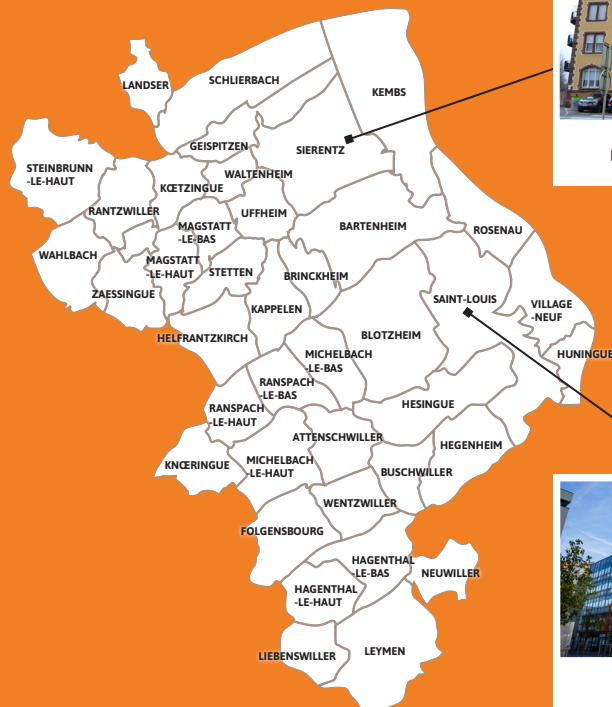 SCHLIERBACH
LANDSER
KEMBS
GEISPITZEN
SIERENTZ
STEINBRUNN
-LE-HAUT
WALTENHEIM
KŒTZINGUE
RANTZWILLER
UFFHEIM
MAGSTATT
-LE-BAS
BARTENHEIM
ROSENAU
WAHLBACH
MAGSTATT
-LE-HAUT
STETTEN
BRINCKHEIM
ZAESSINGUE
SAINT-LOUIS
VILLAGE
-NEUF
KAPPELEN
HELFRANTZKIRCH
BLOTZHEIM
MICHELBACH
-LE-BAS
HUNINGUE
RANSPACH
-LE-BAS
HESINGUE
RANSPACH
-LE-HAUT
ATTENSCHWILLER
HEGENHEIM
KNŒRINGUE
MICHELBACH
-LE-HAUT
BUSCHWILLER
WENTZWILLER
FOLGENSBOURG
HAGENTHAL
-LE-BAS
NEUWILLER
HAGENTHAL
-LE-HAUT
LIEBENSWILLER
LEYMEN